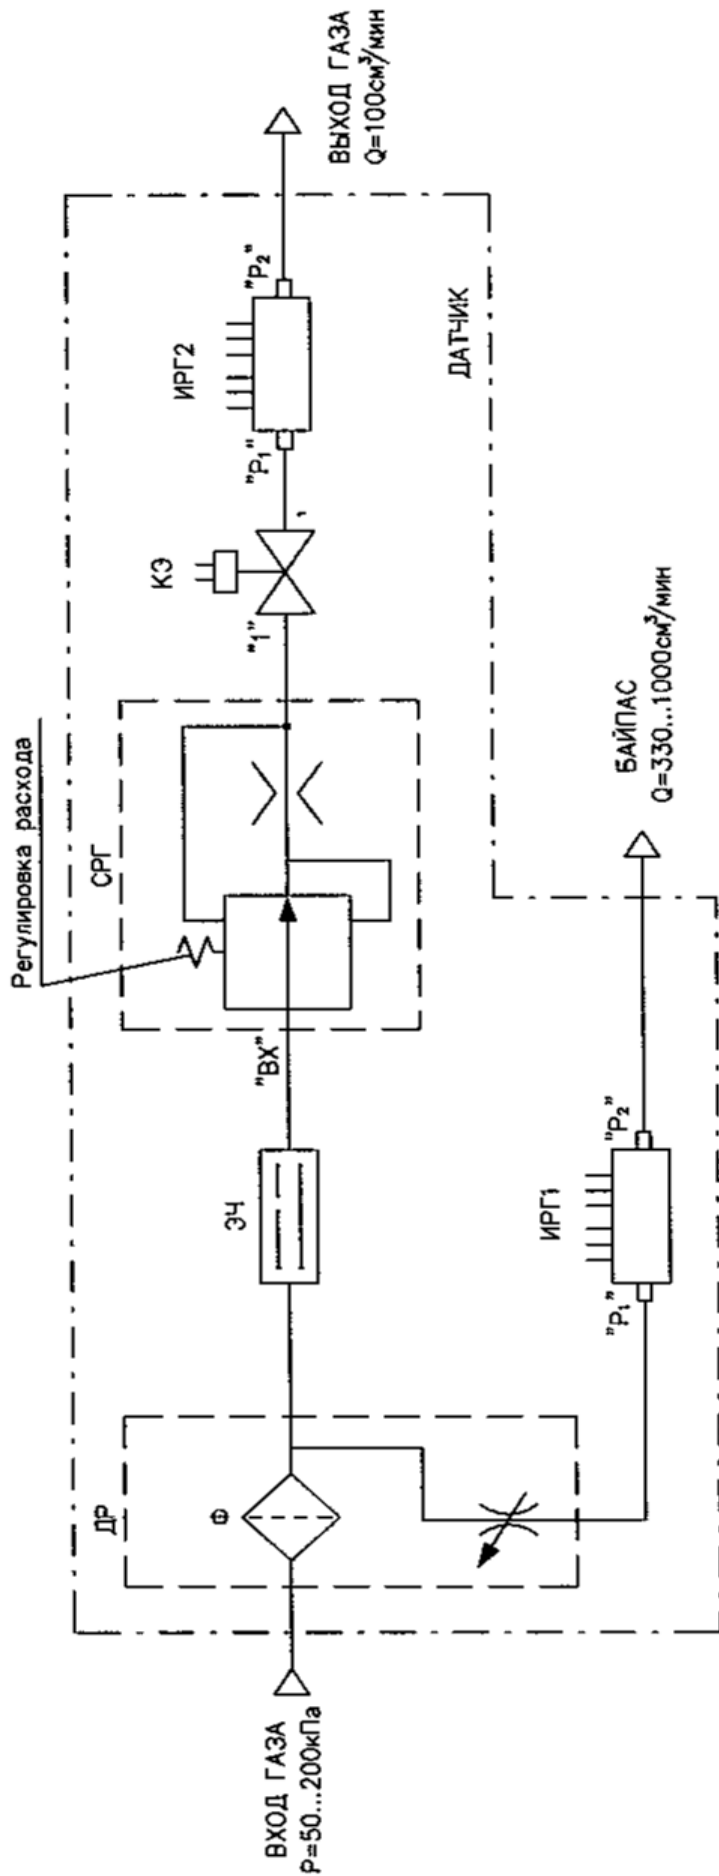 ВХОД ГАЗА
P=50...200кПа
ДР
Ф
ЭЧ
"ВХ"
СРГ
Регулировка расхода
"1"
КЭ
"P₁"
ИРГ2
"P₂"
ВЫХОД ГАЗА
Q=100см³/мин
ДАТЧИК
"P₁"
ИРГ1
"P₂"
БАЙПАС
Q=330...1000см³/мин